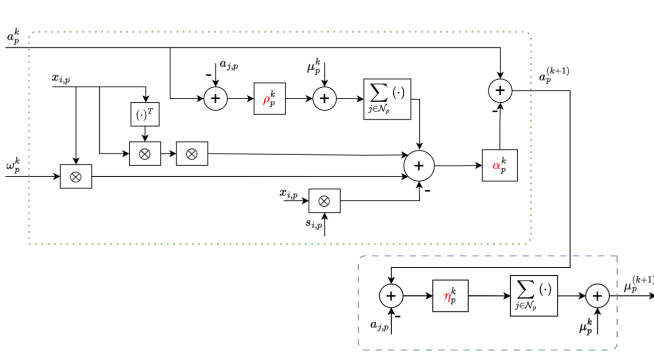 a_p^k
x_{i,p}
ω_p^k
(·)^T
⊗
⊗
⊗
- a_{j,p}
+
ρ_p^k
μ_p^k
+
∑_{j∈𝒩_p} (·)
+
-
x_{i,p}
⊗
s_{i,p}
α_p^k
-
+
a_p^{(k+1)}
+
-
a_{j,p}
η_p^k
∑_{j∈𝒩_p} (·)
+
μ_p^k
μ_p^{(k+1)}